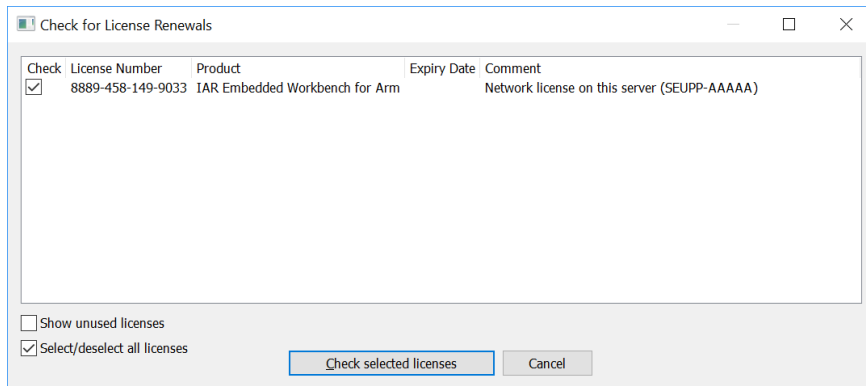 Check for License Renewals
Check License Number Product Expiry Date Comment
8889-458-149-9033 IAR Embedded Workbench for Arm Network license on this server (SEUPP-AAAAA)
Show unused licenses
Select/deselect all licenses
Check selected licenses Cancel